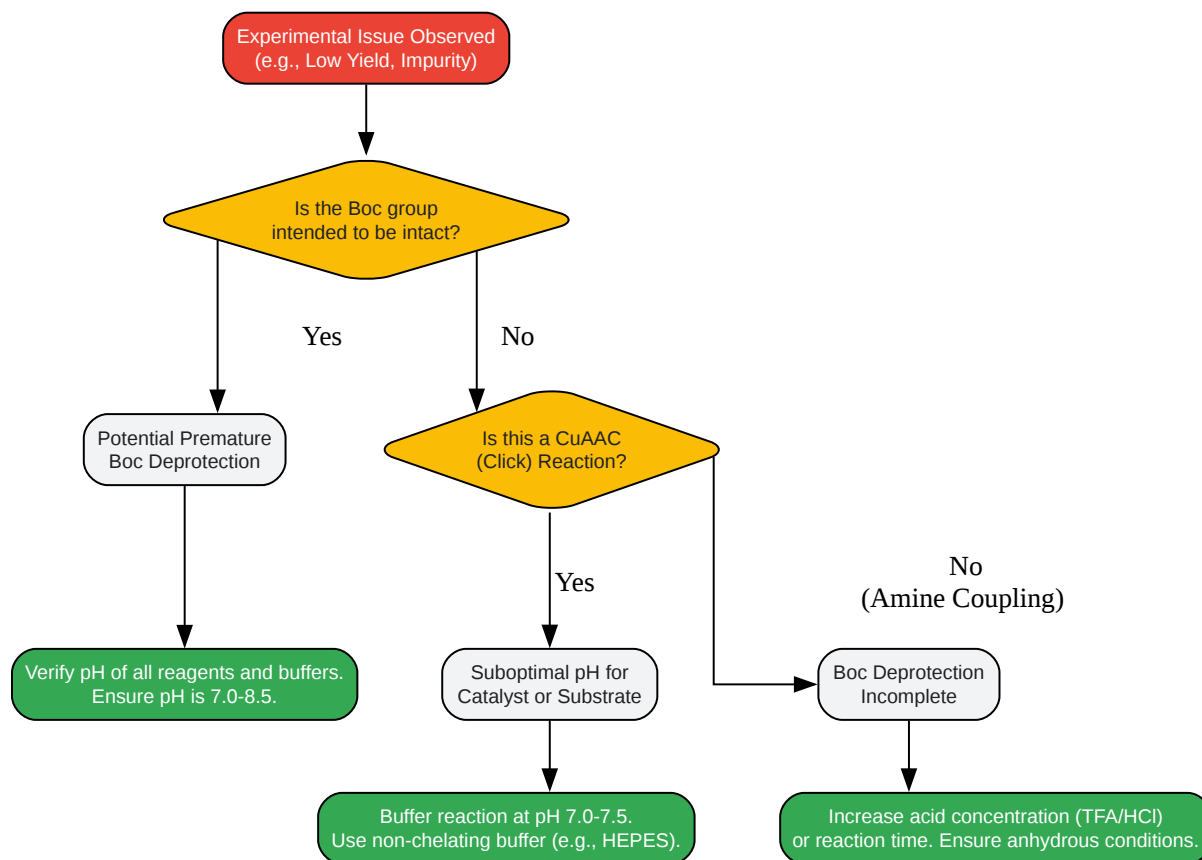 Experimental Issue Observed
(e.g., Low Yield, Impurity)
Is the Boc group
intended to be intact?
Yes
No
Potential Premature
Boc Deprotection
Is this a CuAAC
(Click) Reaction?
Yes
No
(Amine Coupling)
Verify pH of all reagents and buffers.
Ensure pH is 7.0-8.5.
Suboptimal pH for
Catalyst or Substrate
Boc Deprotection
Incomplete
Buffer reaction at pH 7.0-7.5.
Use non-chelating buffer (e.g., HEPES).
Increase acid concentration (TFA/HCl)
or reaction time. Ensure anhydrous conditions.